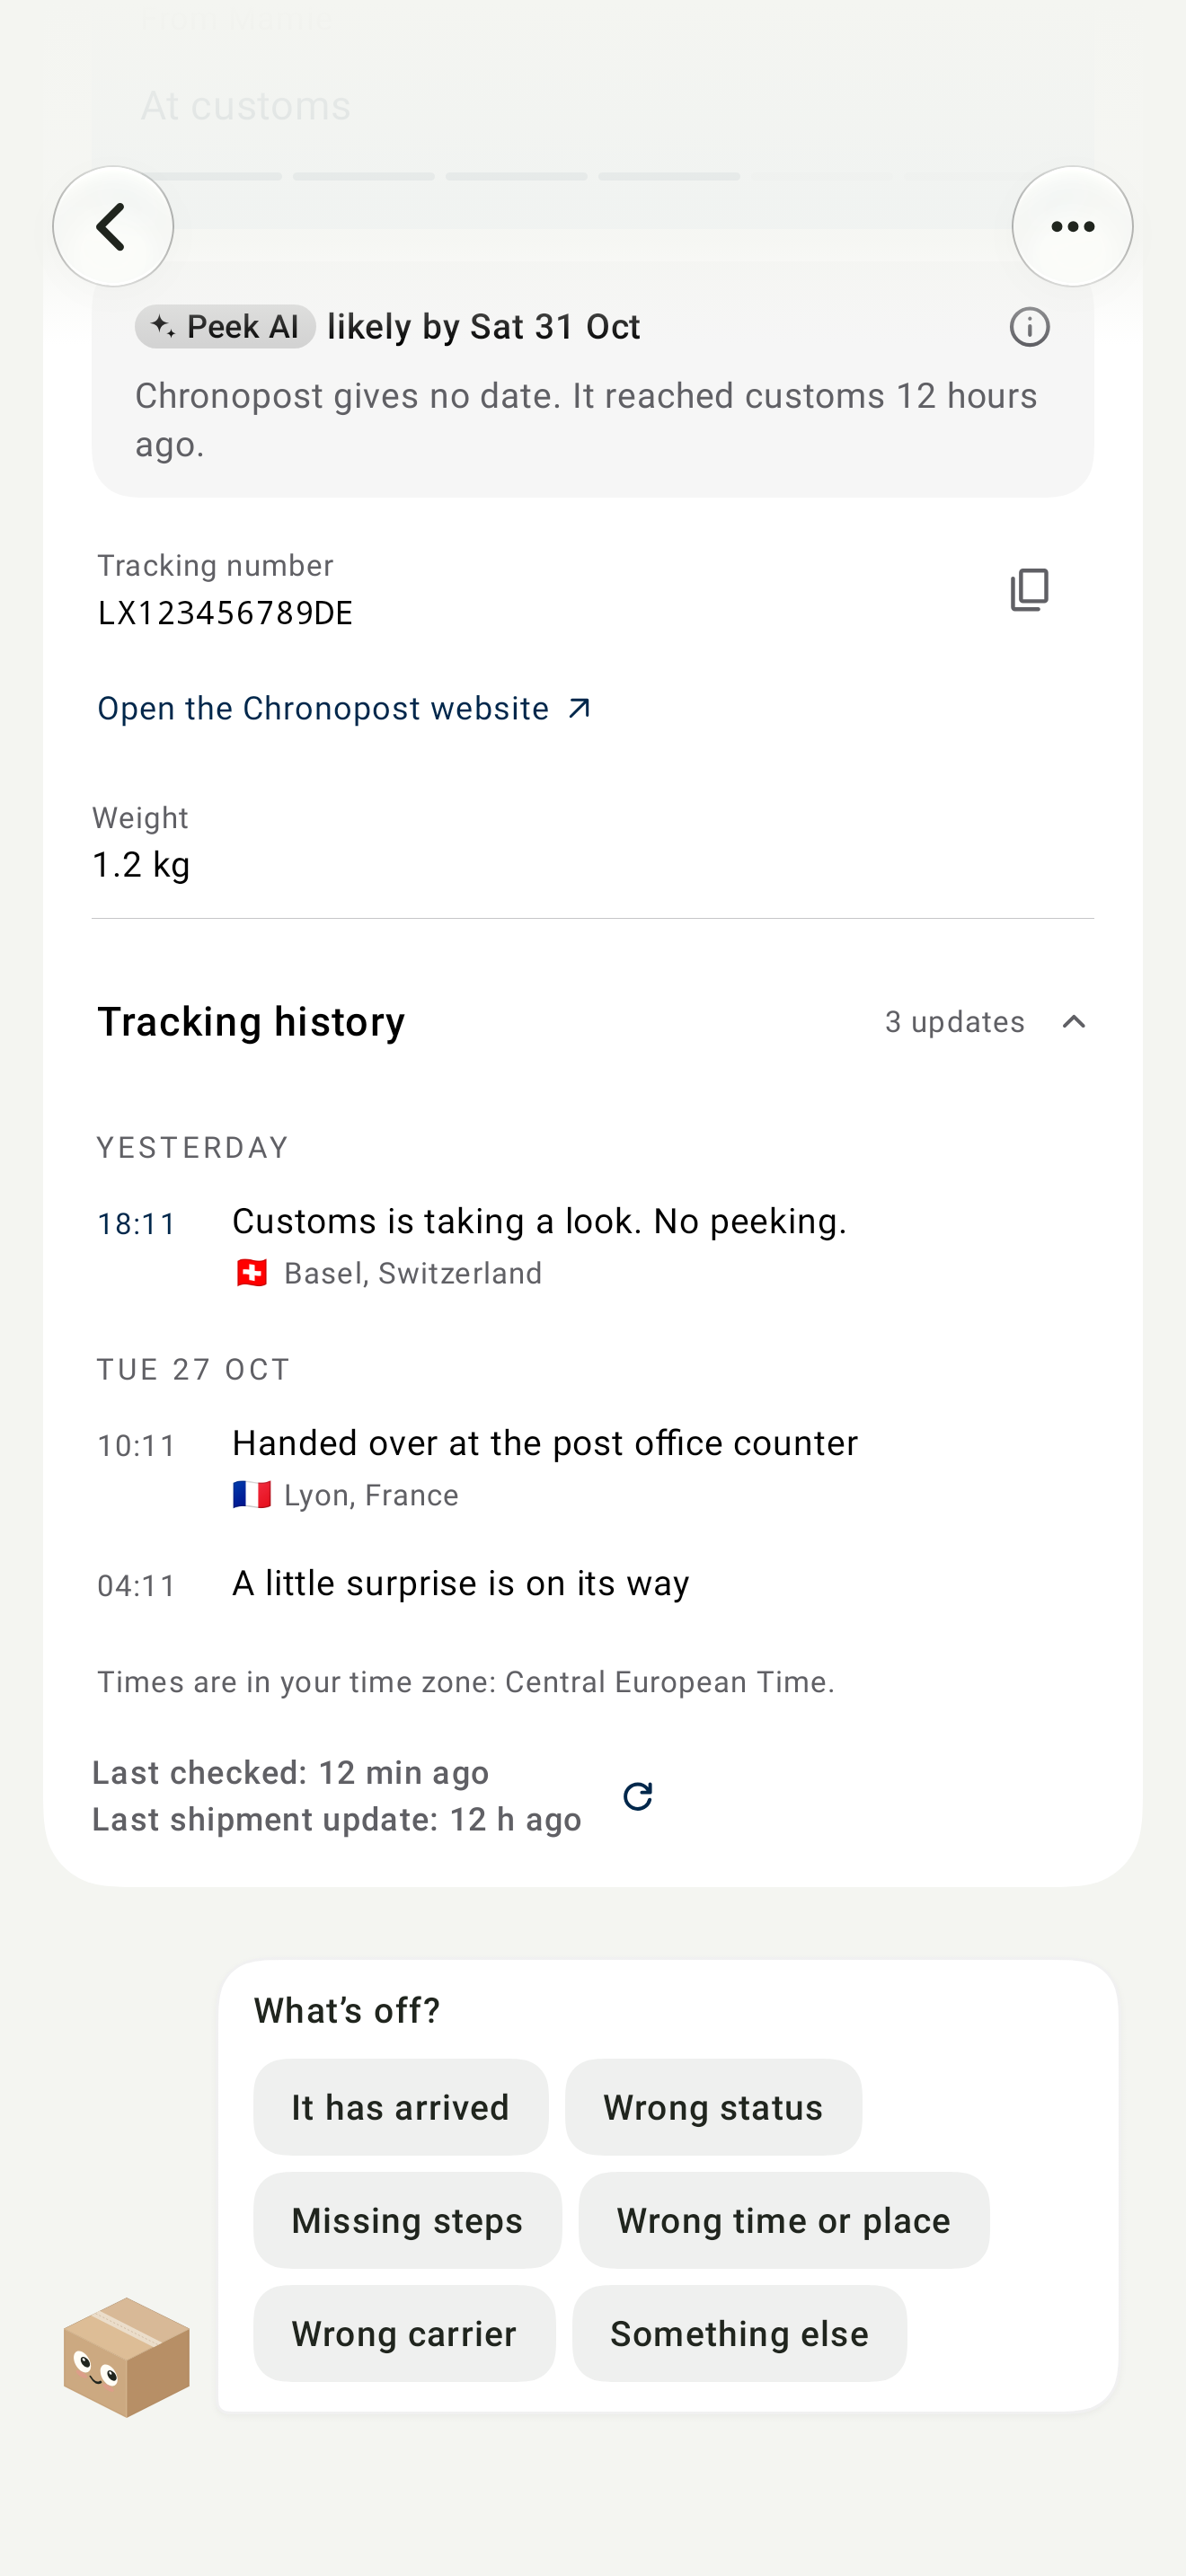 At customs
Peek AI likely by Sat 31 Oct
Chronopost gives no date. It reached customs 12 hours
ago.
Tracking number
LX123456789DE
Open the Chronopost website
Weight
1.2 kg
Tracking history
3 updates
YESTERDAY
18:11 Customs is taking a look. No peeking.
🇨🇭 Basel, Switzerland
TUE 27 OCT
10:11 Handed over at the post office counter
🇫🇷 Lyon, France
04:11 A little surprise is on its way
Times are in your time zone: Central European Time.
Last checked: 12 min ago
Last shipment update: 12 h ago
What’s off?
It has arrived
Wrong status
Missing steps
Wrong time or place
Wrong carrier
Something else